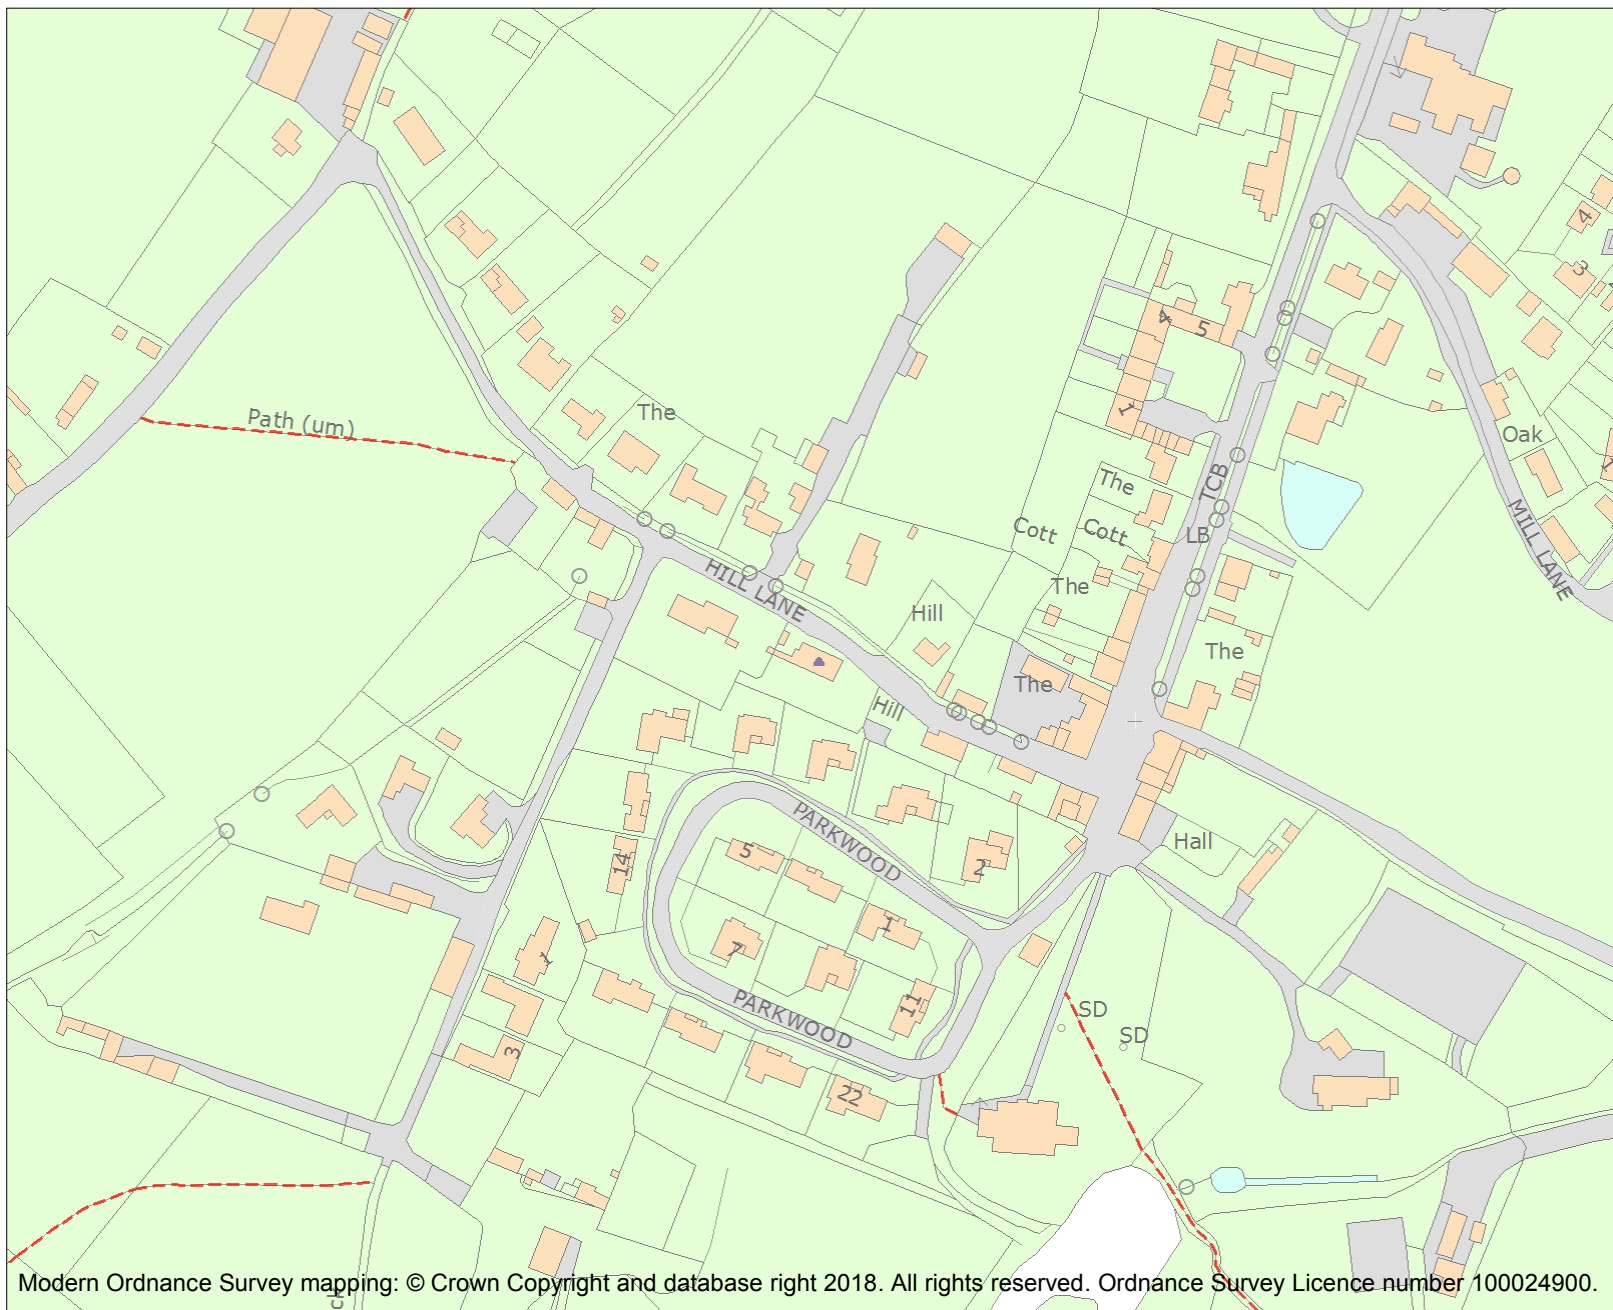 4
3
4
5
The
Path (um)
1
TCB
Oak
The
1
Cott
Cott
LB
MILL LANE
HILL LANE
The
Hill
The
The
Hill
PARKWOOD
5
14
2
Hall
1
7
1
11
PARKWOOD
SD
SD
3
22
Modern Ordnance Survey mapping: © Crown Copyright and database right 2018. All rights reserved. Ordnance Survey Licence number 100024900.